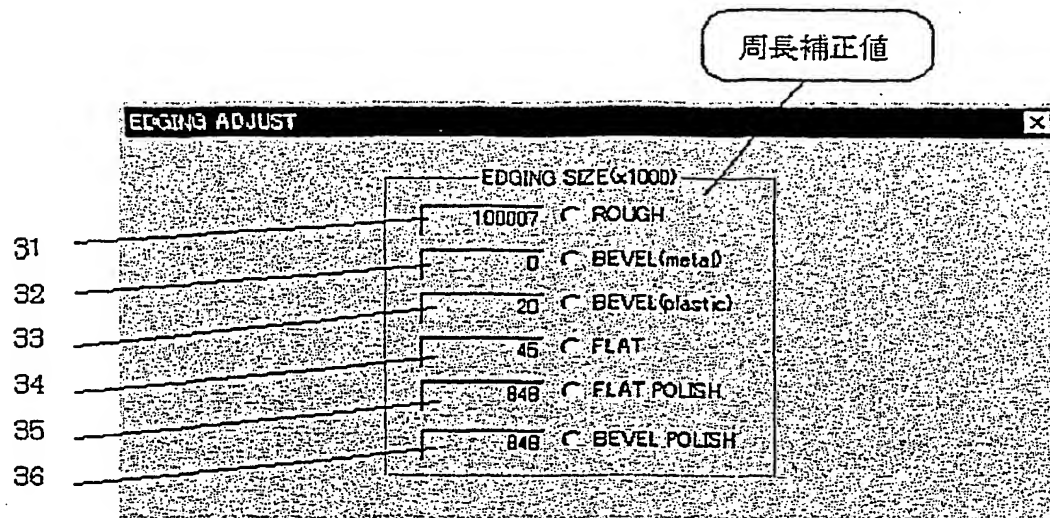 周長補正値
EDGING ADJUST
EDGING SIZE(x1000)
31 100007 ROUGH
32 0 BEVEL(metal)
33 20 BEVEL(plastic)
34 45 FLAT
35 848 FLAT POLISH
36 848 BEVEL POLISH